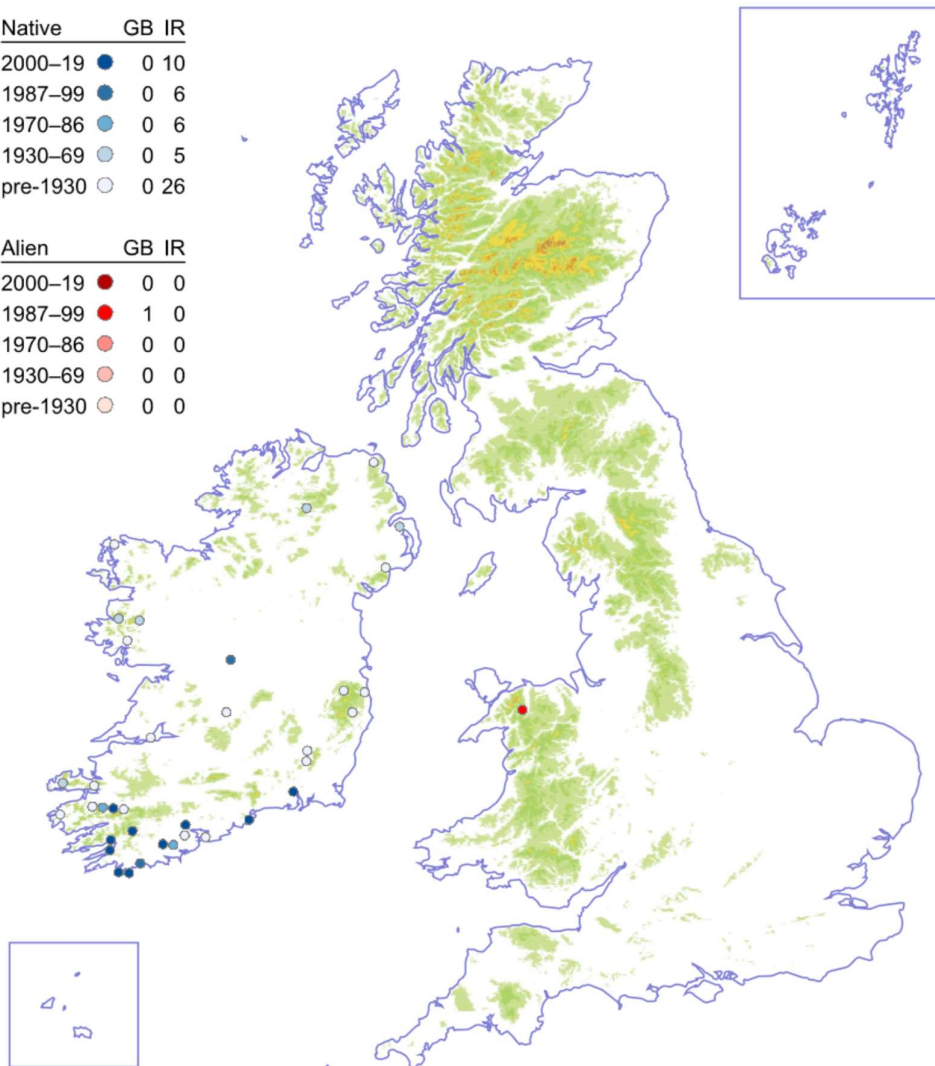 Native GB IR
2000–19 0 10
1987–99 0 6
1970–86 0 6
1930–69 0 5
pre-1930 0 26
Alien GB IR
2000–19 0 0
1987–99 1 0
1970–86 0 0
1930–69 0 0
pre-1930 0 0